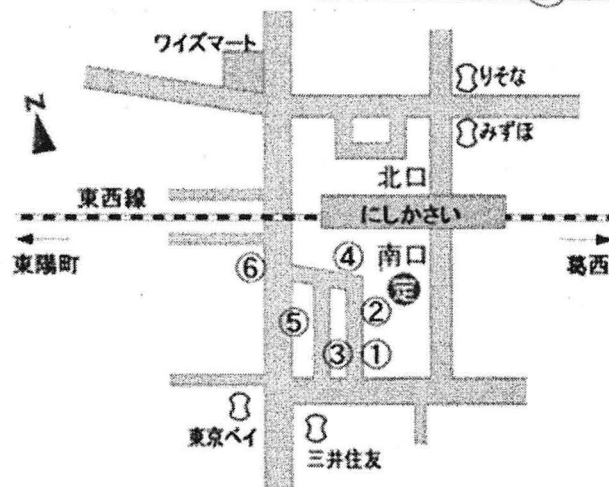 ワイズマート
りそな
みずほ
Z
北口
東西線
にしかさい
東陽町
葛西
南口
④
⑥
定
②
⑤
③
①
東京ベイ
三井住友